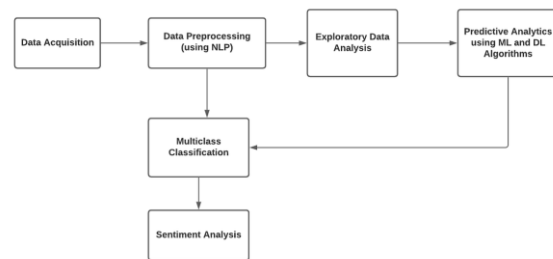 Data Acquisition
Data Preprocessing
(using NLP)
Exploratory Data
Analysis
Predictive Analytics
using ML and DL
Algorithms
Multiclass
Classification
Sentiment Analysis